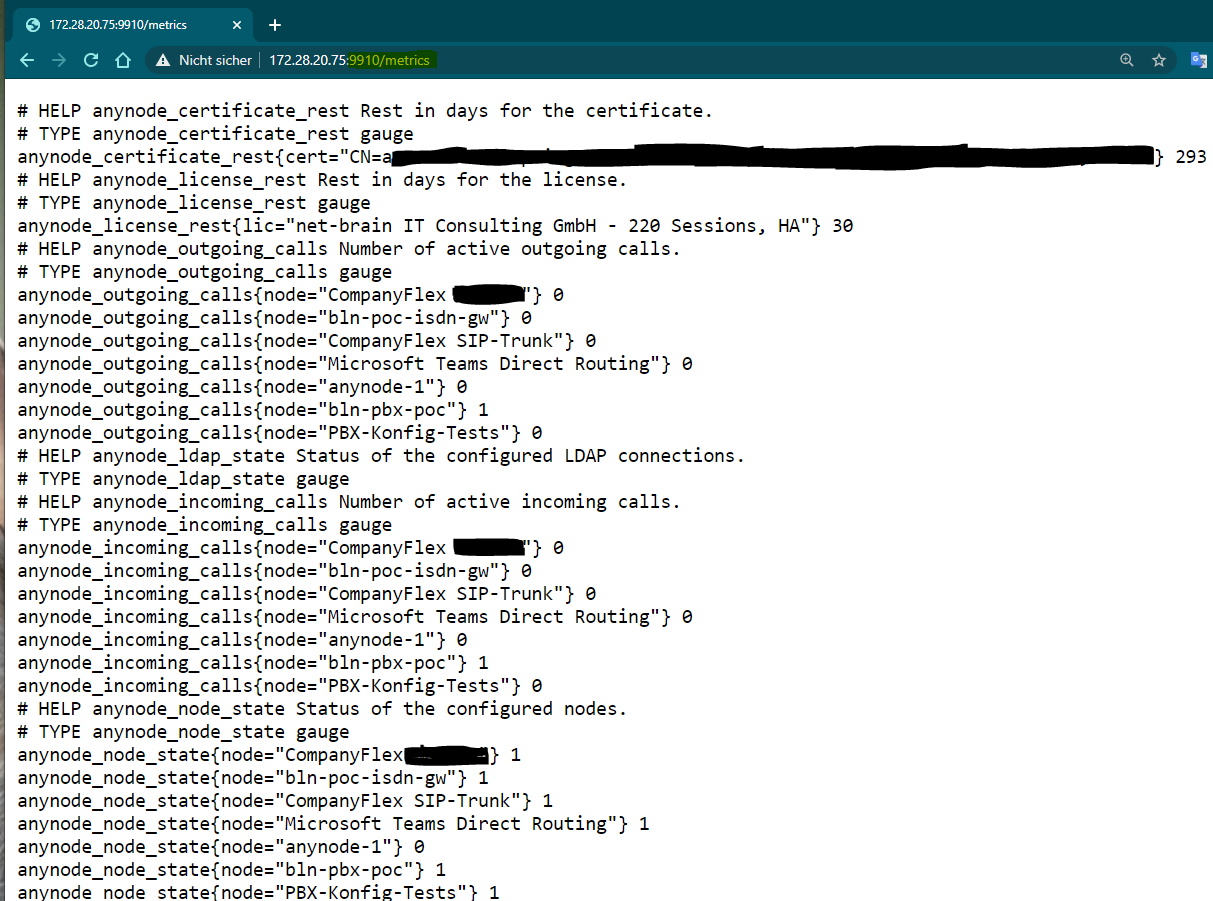 172.28.20.75:9910/metrics
Nicht sicher
172.28.20.75:9910/metrics
# HELP anynode_certificate_rest Rest in days for the certificate.
# TYPE anynode_certificate_rest gauge
anynode_certificate_rest{cert="CN=a } 293
# HELP anynode_license_rest Rest in days for the license.
# TYPE anynode_license_rest gauge
anynode_license_rest{lic="net-brain IT Consulting GmbH - 220 Sessions, HA"} 30
# HELP anynode_outgoing_calls Number of active outgoing calls.
# TYPE anynode_outgoing_calls gauge
anynode_outgoing_calls{node="CompanyFlex "} 0
anynode_outgoing_calls{node="bln-poc-isdn-gw"} 0
anynode_outgoing_calls{node="CompanyFlex SIP-Trunk"} 0
anynode_outgoing_calls{node="Microsoft Teams Direct Routing"} 0
anynode_outgoing_calls{node="anynode-1"} 0
anynode_outgoing_calls{node="bln-pbx-poc"} 1
anynode_outgoing_calls{node="PBX-Konfig-Tests"} 0
# HELP anynode_ldap_state Status of the configured LDAP connections.
# TYPE anynode_ldap_state gauge
# HELP anynode_incoming_calls Number of active incoming calls.
# TYPE anynode_incoming_calls gauge
anynode_incoming_calls{node="CompanyFlex "} 0
anynode_incoming_calls{node="bln-poc-isdn-gw"} 0
anynode_incoming_calls{node="CompanyFlex SIP-Trunk"} 0
anynode_incoming_calls{node="Microsoft Teams Direct Routing"} 0
anynode_incoming_calls{node="anynode-1"} 0
anynode_incoming_calls{node="bln-pbx-poc"} 1
anynode_incoming_calls{node="PBX-Konfig-Tests"} 0
# HELP anynode_node_state Status of the configured nodes.
# TYPE anynode_node_state gauge
anynode_node_state{node="CompanyFlex "} 1
anynode_node_state{node="bln-poc-isdn-gw"} 1
anynode_node_state{node="CompanyFlex SIP-Trunk"} 1
anynode_node_state{node="Microsoft Teams Direct Routing"} 1
anynode_node_state{node="anynode-1"} 0
anynode_node_state{node="bln-pbx-poc"} 1
anynode_node_state{node="PBX-Konfig-Tests"} 1